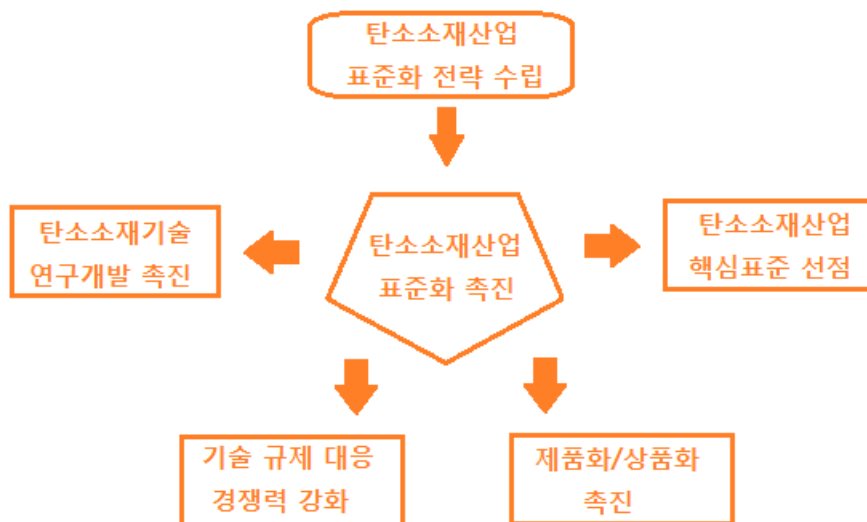 탄소소재산업
표준화 전략 수립
탄소소재기술
연구개발 촉진
탄소소재산업
표준화 촉진
탄소소재산업
핵심표준 선점
기술 규제 대응
경쟁력 강화
제품화/상품화
촉진